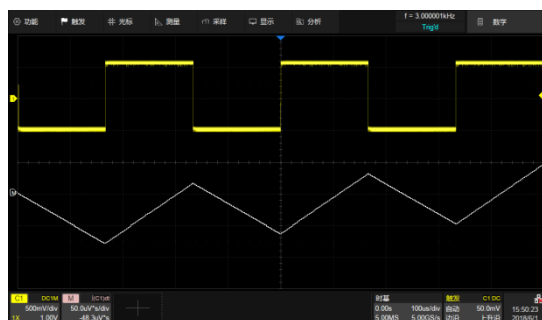 功能 触发 光标 测量 采样 显示 分析 f = 3.000001kHz 数学
Trig'd
C1 DC1M M 时基 触发 C1 DC
500mV/div 50.0uV*s/div 0.00s 100us/div 自动 50.0mV 15:50:23
1X 1.00V -48.3uV*s 5.00MS 5.00GS/s 边沿 上升沿 2018/6/1